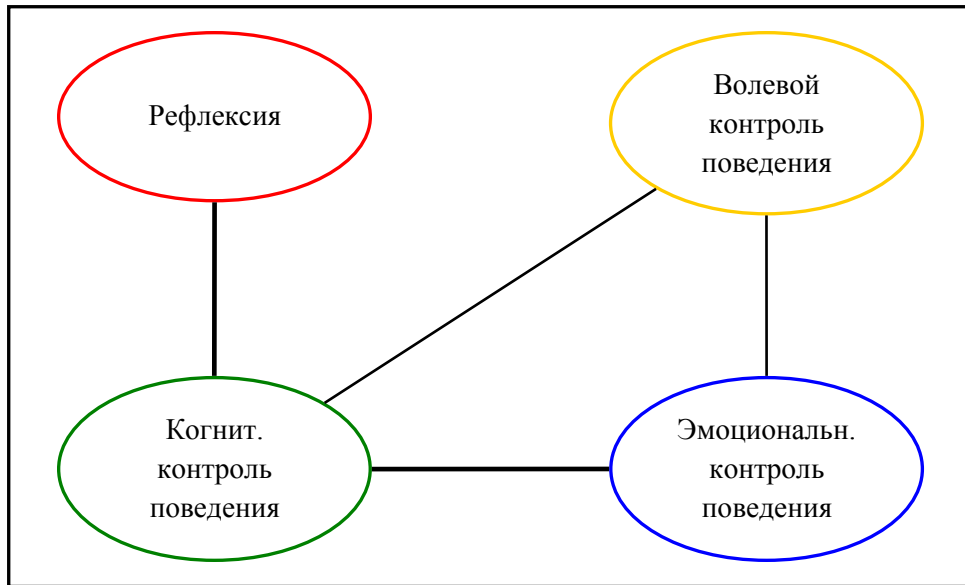 Рефлексия
Волевой
контроль
поведения
Когнит.
контроль
поведения
Эмоциональн.
контроль
поведения